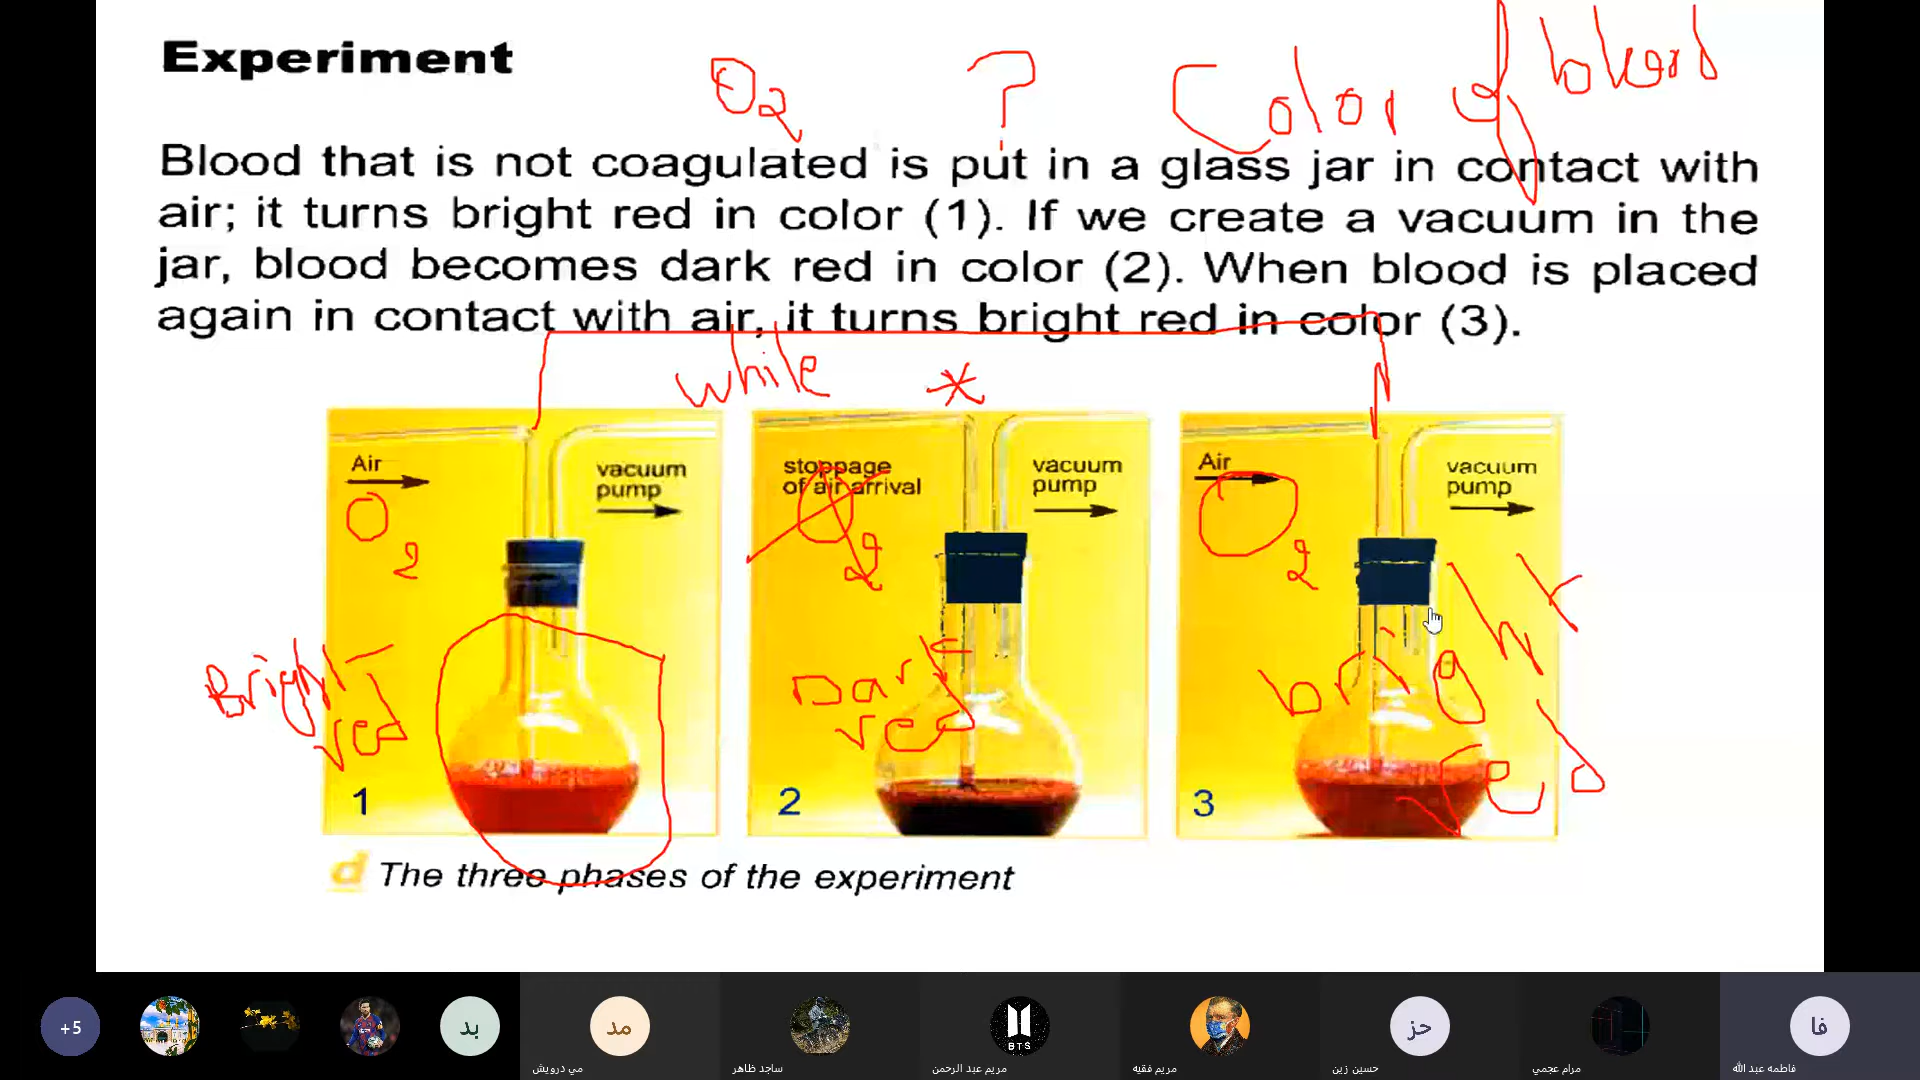 Experiment
O2 ? Color of blood
Blood that is not coagulated is put in a glass jar in contact with
air; it turns bright red in color (1). If we create a vacuum in the
jar, blood becomes dark red in color (2). When blood is placed
again in contact with air, it turns bright red in color (3).
while *
Air
vacuum
pump
O2
Bright
red
1
stoppage
of air arrival
vacuum
pump
O2
Dark
red
2
Air
vacuum
pump
O2
bright
red
3
d The three phases of the experiment
+5
بد
مد
مي درويش
ساجد ظاهر
BTS
مريم عبد الرحمن
مريم فقيه
حز
حسين زين
مرام عجمي
فا
فاطمه عبد الله